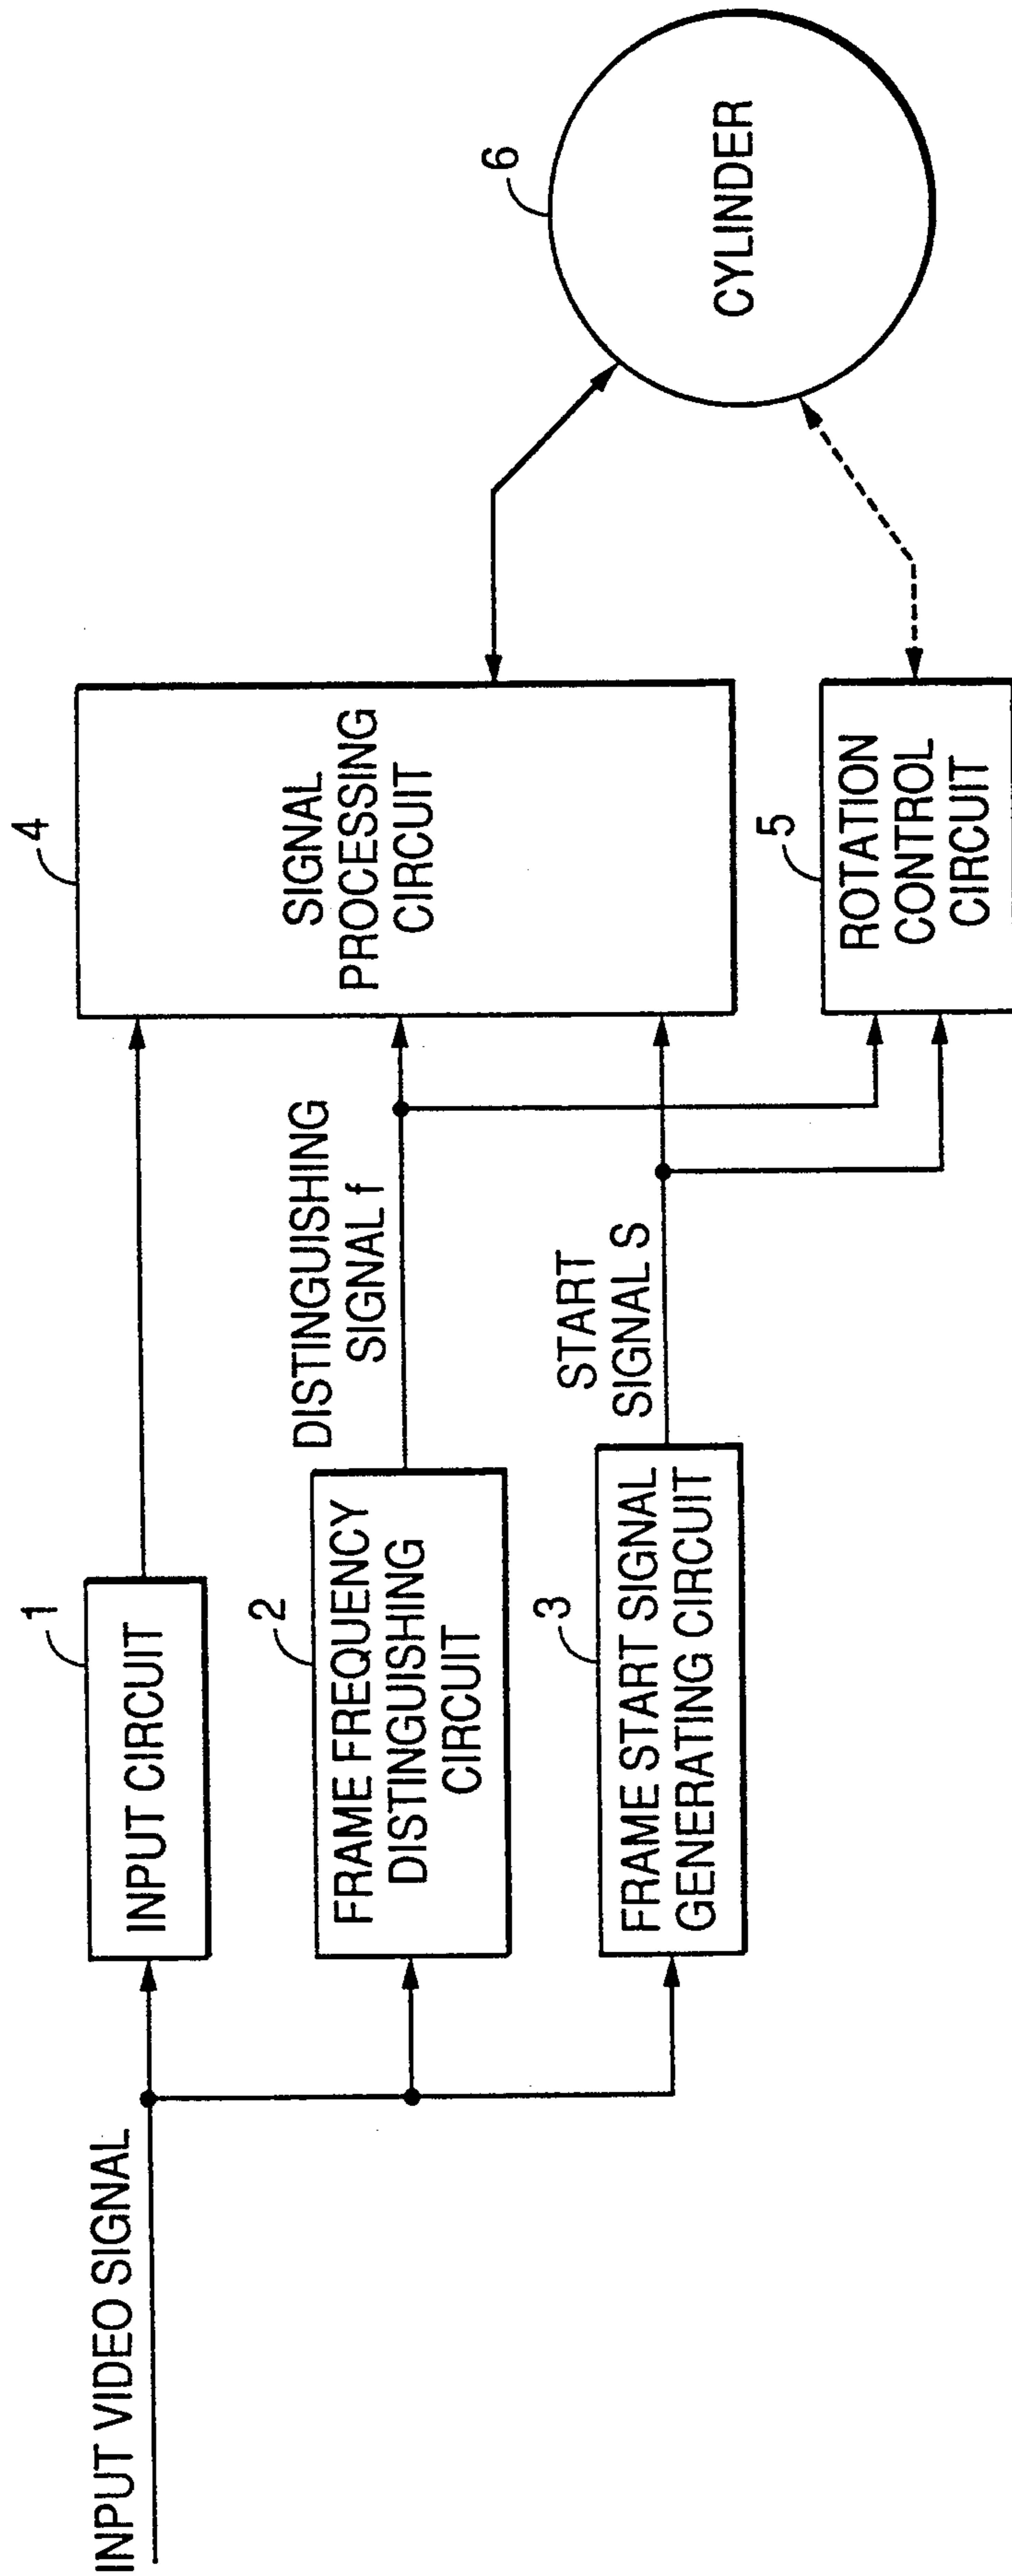 INPUT VIDEO SIGNAL
1
INPUT CIRCUIT
2
FRAME FREQUENCY
DISTINGUISHING
CIRCUIT
3
FRAME START SIGNAL
GENERATING CIRCUIT
DISTINGUISHING
SIGNAL f
START
SIGNAL S
4
SIGNAL
PROCESSING
CIRCUIT
5
ROTATION
CONTROL
CIRCUIT
6
CYLINDER